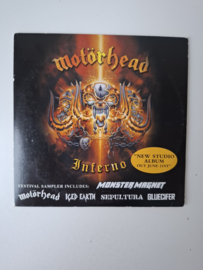 Motörhead
Inferno
"NEW STUDIO
ALBUM
OUT JUNE 21ST"
FESTIVAL SAMPLER INCLUDES:
MONSTER MAGNET
Motörhead ICED EARTH SEPULTURA GLUECIFER